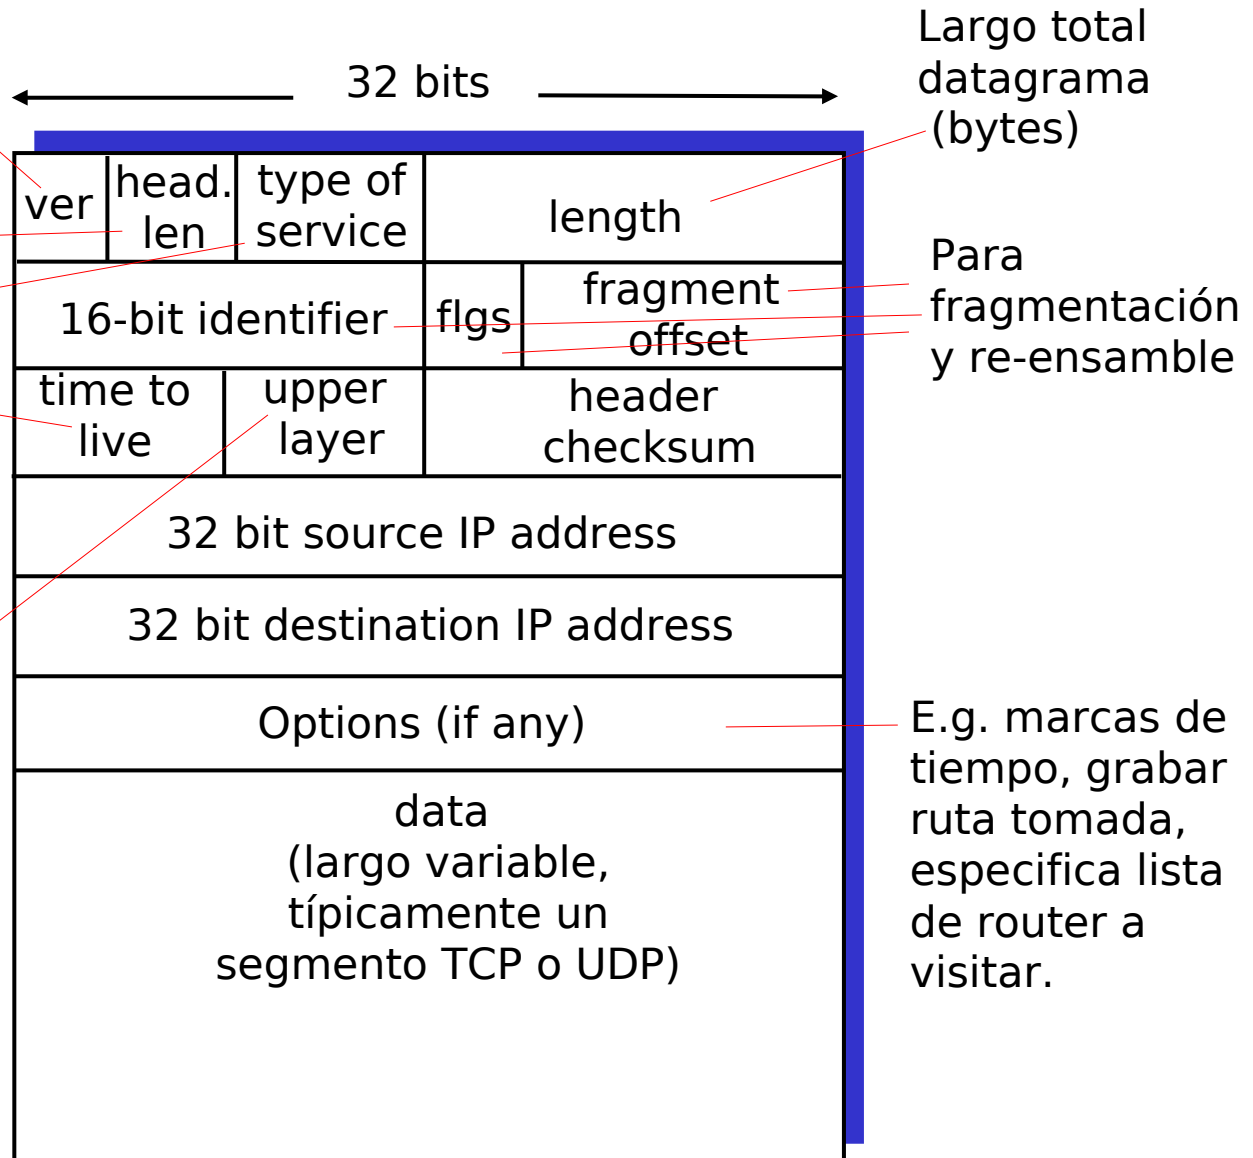 Largo total
datagrama
(bytes)
32 bits
ver
head.
len
type of
service
length
16-bit identifier
flgs
fragment
offset
Para
fragmentación
y re-ensamble
time to
live
upper
layer
header
checksum
32 bit source IP address
32 bit destination IP address
Options (if any)
E.g. marcas de
tiempo, grabar
ruta tomada,
especifica lista
de router a
visitar.
data
(largo variable,
típicamente un
segmento TCP o UDP)